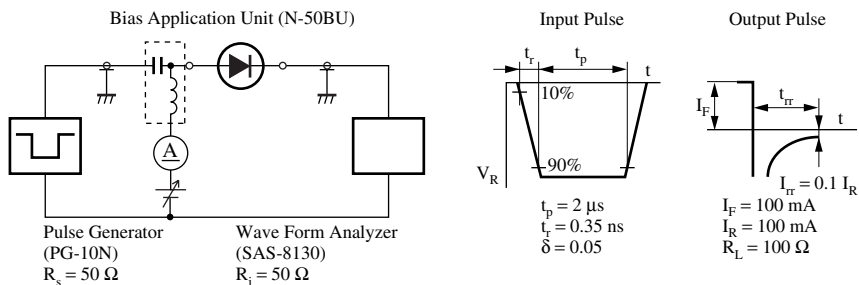 Bias Application Unit (N-50BU)
A
Pulse Generator
(PG-10N)
Rs = 50 Ω
Wave Form Analyzer
(SAS-8130)
Ri = 50 Ω
Input Pulse
tr
tp
t
10%
90%
VR
tp = 2 μs
tr = 0.35 ns
δ = 0.05
Output Pulse
IF
trr
t
Irr = 0.1 IR
IF = 100 mA
IR = 100 mA
RL = 100 Ω